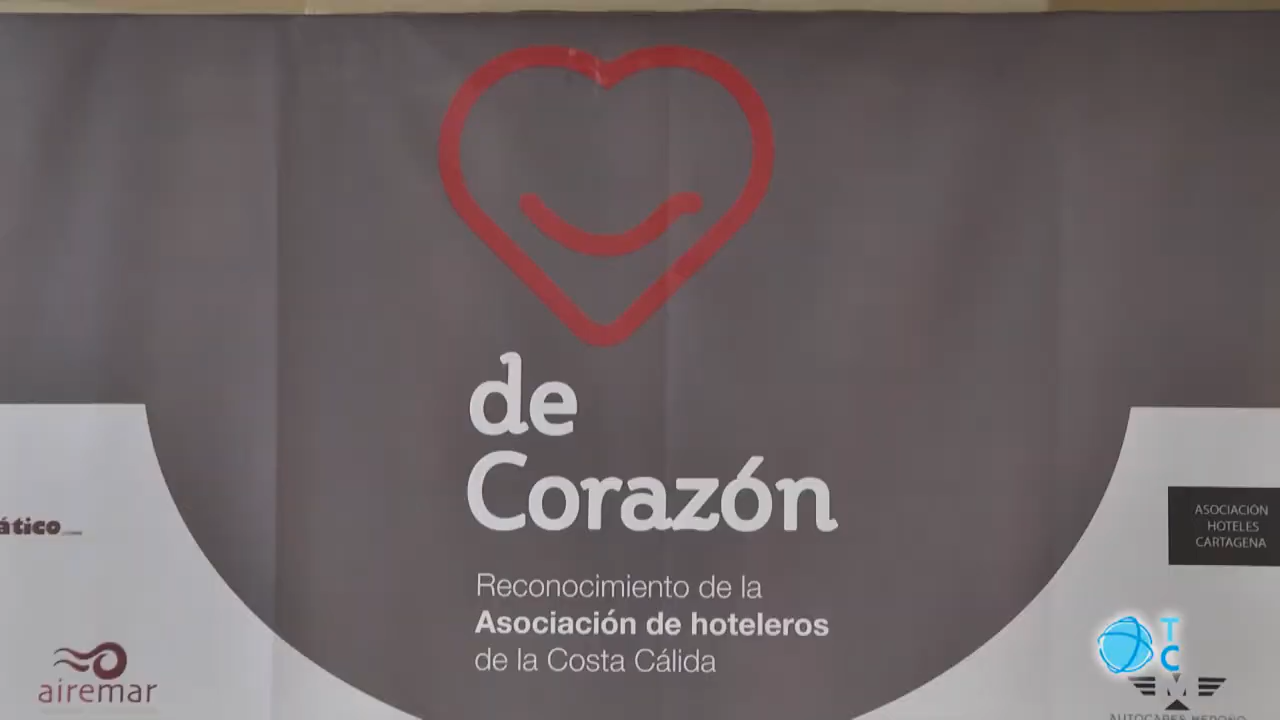 de
Corazón
Reconocimiento de la
Asociación de hoteleros
de la Costa Cálida
ático
airemar
ASOCIACIÓN
HOTELES
CARTAGENA
T
C
M